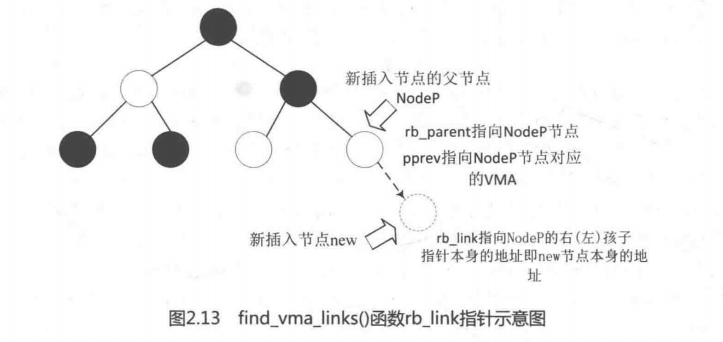 新插入节点的父节点
NodeP
rb_parent指向NodeP节点
pprev指向NodeP节点对应
的VMA
新插入节点new
rb_link指向NodeP的右(左)孩子
指针本身的地址即new节点本身的地
址
图2.13 find_vma_links()函数rb_link指针示意图